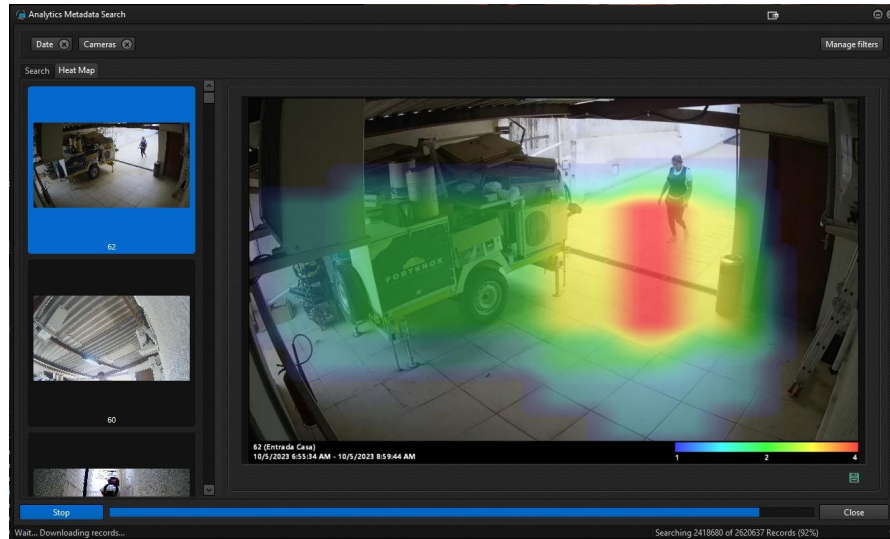 Analytics Metadata Search
Date Cameras Manage filters
Search Heat Map
62
60
FORTKNOX
62 (Entrada Casa)
10/5/2023 6:55:34 AM - 10/5/2023 8:59:44 AM
1 2 4
Stop Close
Wait... Downloading records... Searching 2418680 of 2620637 Records (92%)